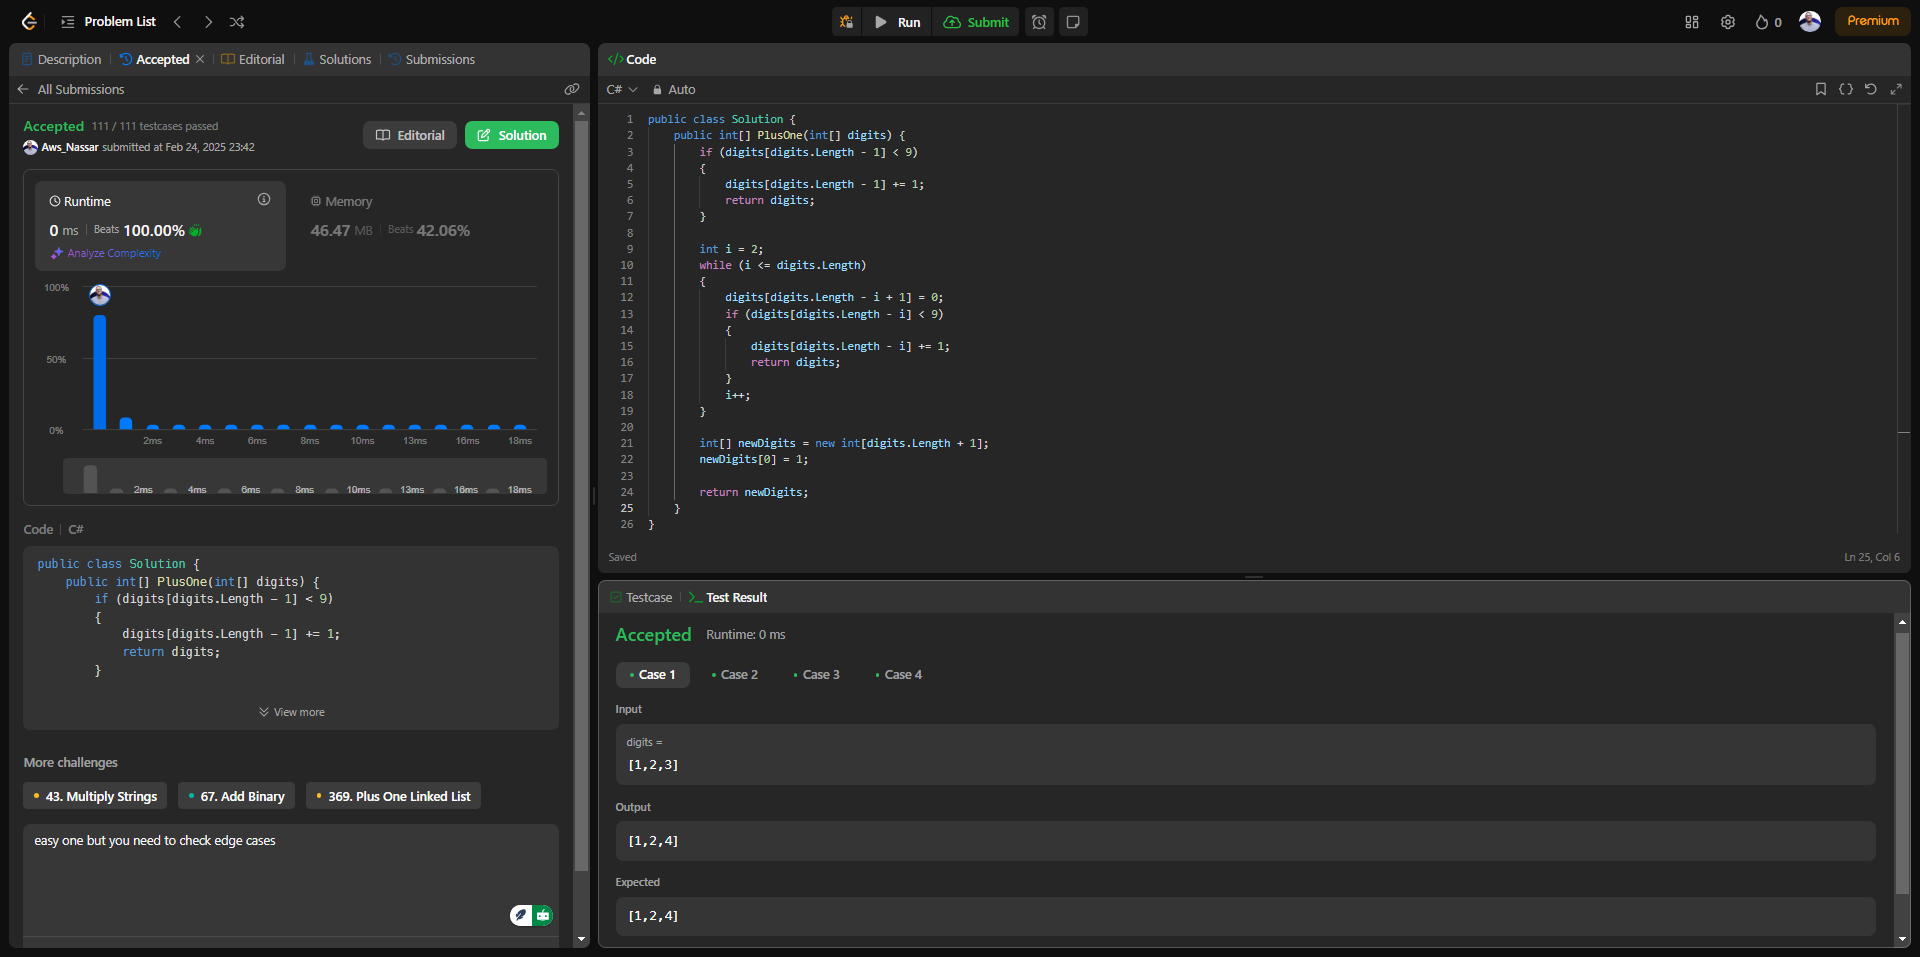 Problem List
Run
Submit
0
Premium
Description
Accepted
Editorial
Solutions
Submissions
All Submissions
Accepted 111 / 111 testcases passed
Aws_Nassar submitted at Feb 24, 2025 23:42
Editorial
Solution
Runtime
0 ms | Beats 100.00%
Analyze Complexity
Memory
46.47 MB | Beats 42.06%
100%
50%
0%
2ms 4ms 6ms 8ms 10ms 13ms 16ms 18ms
2ms 4ms 6ms 8ms 10ms 13ms 16ms 18ms
Code | C#
public class Solution {
    public int[] PlusOne(int[] digits) {
        if (digits[digits.Length - 1] < 9)
        {
            digits[digits.Length - 1] += 1;
            return digits;
        }
View more
More challenges
43. Multiply Strings
67. Add Binary
369. Plus One Linked List
easy one but you need to check edge cases
</> Code
C#
Auto
1 public class Solution {
2     public int[] PlusOne(int[] digits) {
3         if (digits[digits.Length - 1] < 9)
4         {
5             digits[digits.Length - 1] += 1;
6             return digits;
7         }
8
9         int i = 2;
10         while (i <= digits.Length)
11         {
12             digits[digits.Length - i + 1] = 0;
13             if (digits[digits.Length - i] < 9)
14             {
15                 digits[digits.Length - i] += 1;
16                 return digits;
17             }
18             i++;
19         }
20
21         int[] newDigits = new int[digits.Length + 1];
22         newDigits[0] = 1;
23
24         return newDigits;
25     }
26 }
Saved
Ln 25, Col 6
Testcase
>_ Test Result
Accepted Runtime: 0 ms
Case 1
Case 2
Case 3
Case 4
Input
digits =
[1,2,3]
Output
[1,2,4]
Expected
[1,2,4]